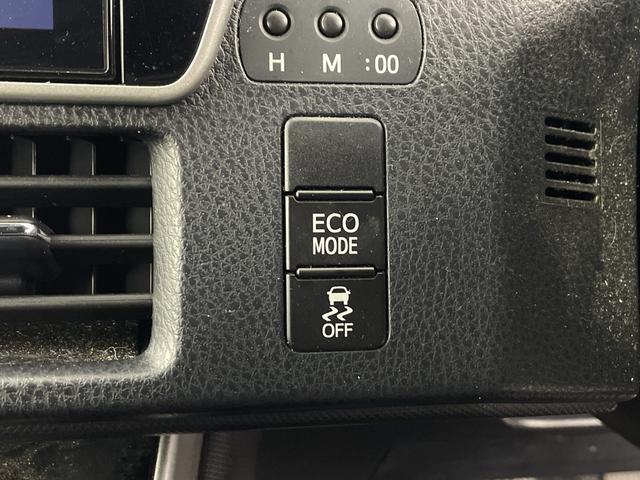 H M :00
ECO
MODE
OFF